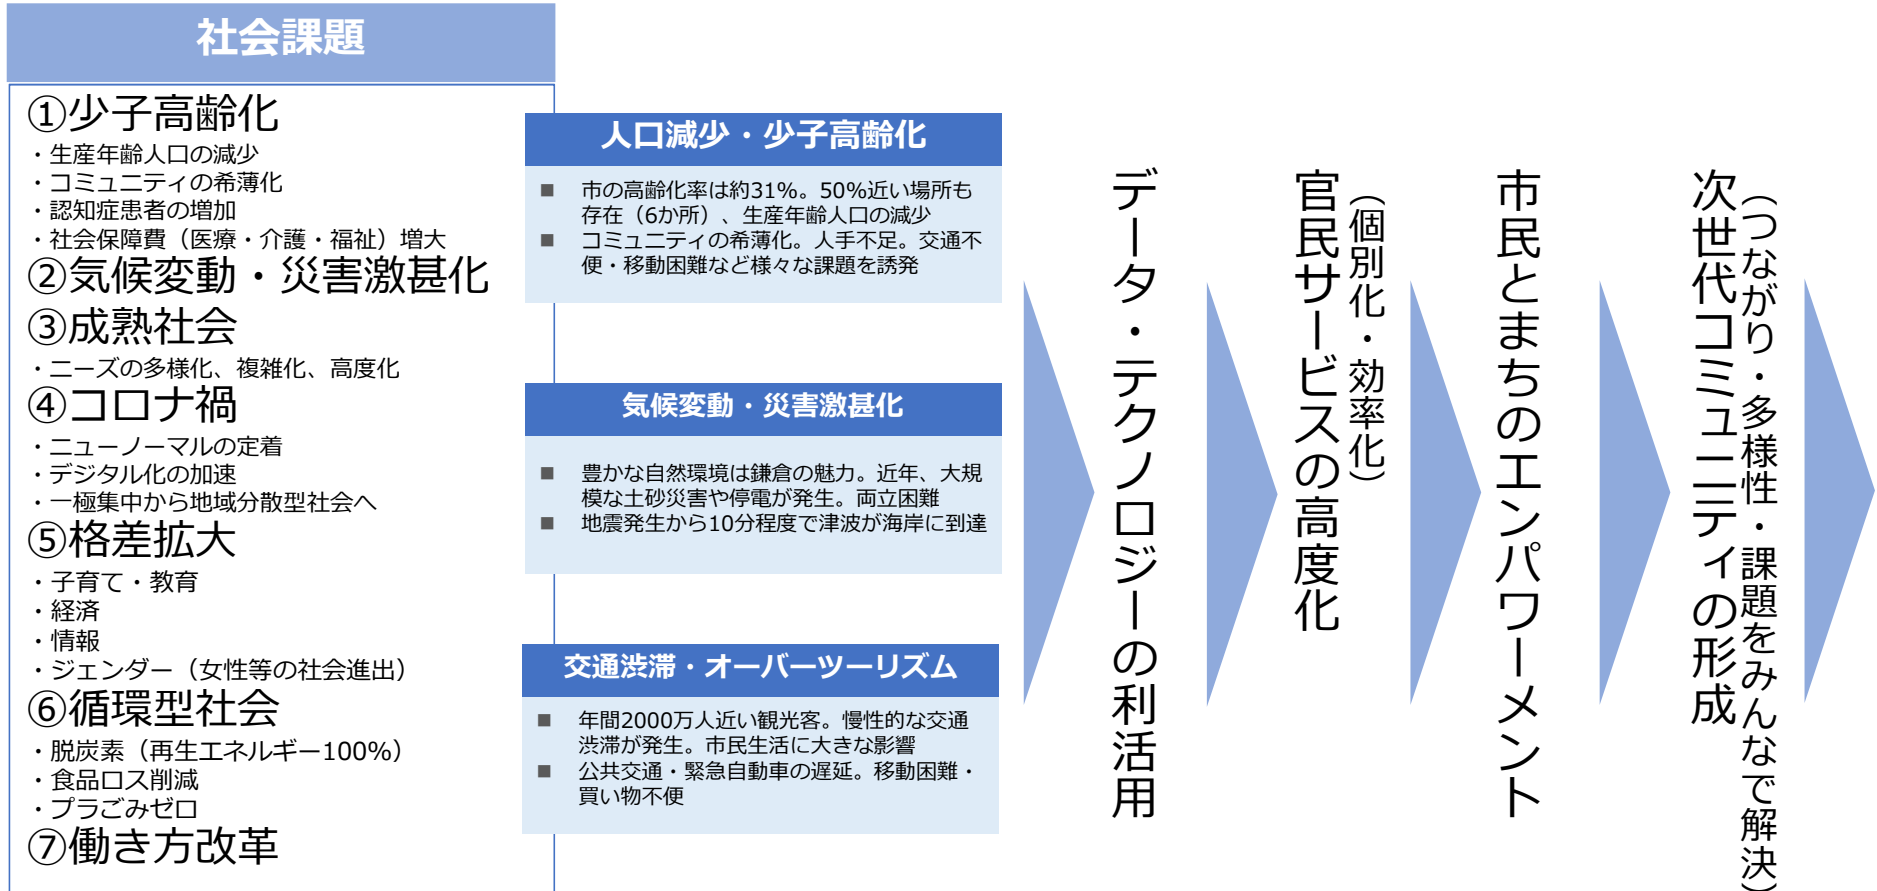 社会課題
①少子高齢化
・生産年齢人口の減少
・コミュニティの希薄化
・認知症患者の増加
・社会保障費（医療・介護・福祉）増大
②気候変動・災害激甚化
③成熟社会
・ニーズの多様化、複雑化、高度化
④コロナ禍
・ニューノーマルの定着
・デジタル化の加速
・一極集中から地域分散型社会へ
⑤格差拡大
・子育て・教育
・経済
・情報
・ジェンダー（女性等の社会進出）
⑥循環型社会
・脱炭素（再生エネルギー100%）
・食品ロス削減
・プラごみゼロ
⑦働き方改革
人口減少・少子高齢化
■ 市の高齢化率は約31%。50%近い場所も
存在（6か所）、生産年齢人口の減少
■ コミュニティの希薄化。人手不足。交通不
便・移動困難など様々な課題を誘発
気候変動・災害激甚化
■ 豊かな自然環境は鎌倉の魅力。近年、大規
模な土砂災害や停電が発生。両立困難
■ 地震発生から10分程度で津波が海岸に到達
交通渋滞・オーバーツーリズム
■ 年間2000万人近い観光客。慢性的な交通
渋滞が発生。市民生活に大きな影響
■ 公共交通・緊急自動車の遅延。移動困難・
買い物不便
データ・テクノロジーの利活用
官民サービスの高度化
（個別化・効率化）
市民とまちのエンパワーメント
次世代コミュニティの形成
（つながり・多様性・課題をみんなで解決）